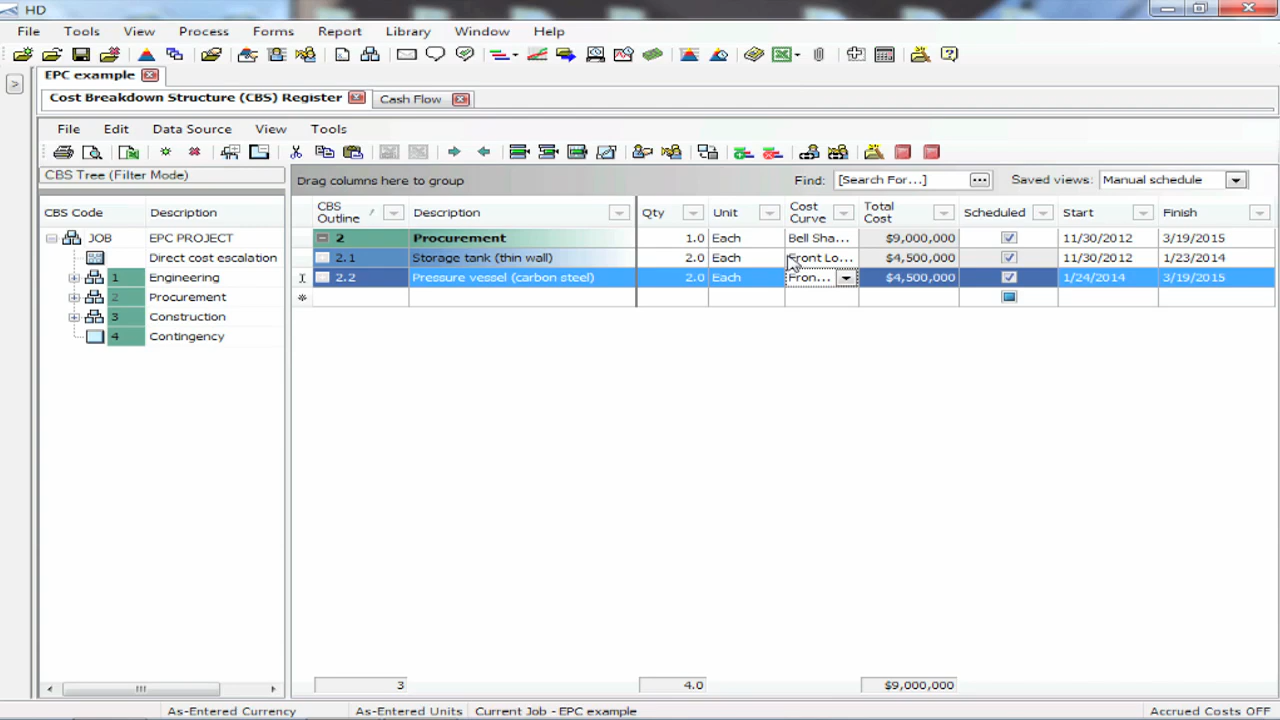 HD
File Tools View Process Forms Report Library Window Help
EPC example
Cost Breakdown Structure (CBS) Register Cash Flow
File Edit Data Source View Tools
CBS Tree (Filter Mode)
Drag columns here to group Find: [Search For...] Saved views: Manual schedule
CBS Code Description
JOB EPC PROJECT
Direct cost escalation
1 Engineering
2 Procurement
3 Construction
4 Contingency
CBS Outline Description Qty Unit Cost Curve Total Cost Scheduled Start Finish
2 Procurement 1.0 Each Bell Sha... $9,000,000 11/30/2012 3/19/2015
2.1 Storage tank (thin wall) 2.0 Each Front Lo... $4,500,000 11/30/2012 1/23/2014
2.2 Pressure vessel (carbon steel) 2.0 Each Fron... $4,500,000 1/24/2014 3/19/2015
3 4.0 $9,000,000
As-Entered Currency As-Entered Units Current Job - EPC example Accrued Costs OFF